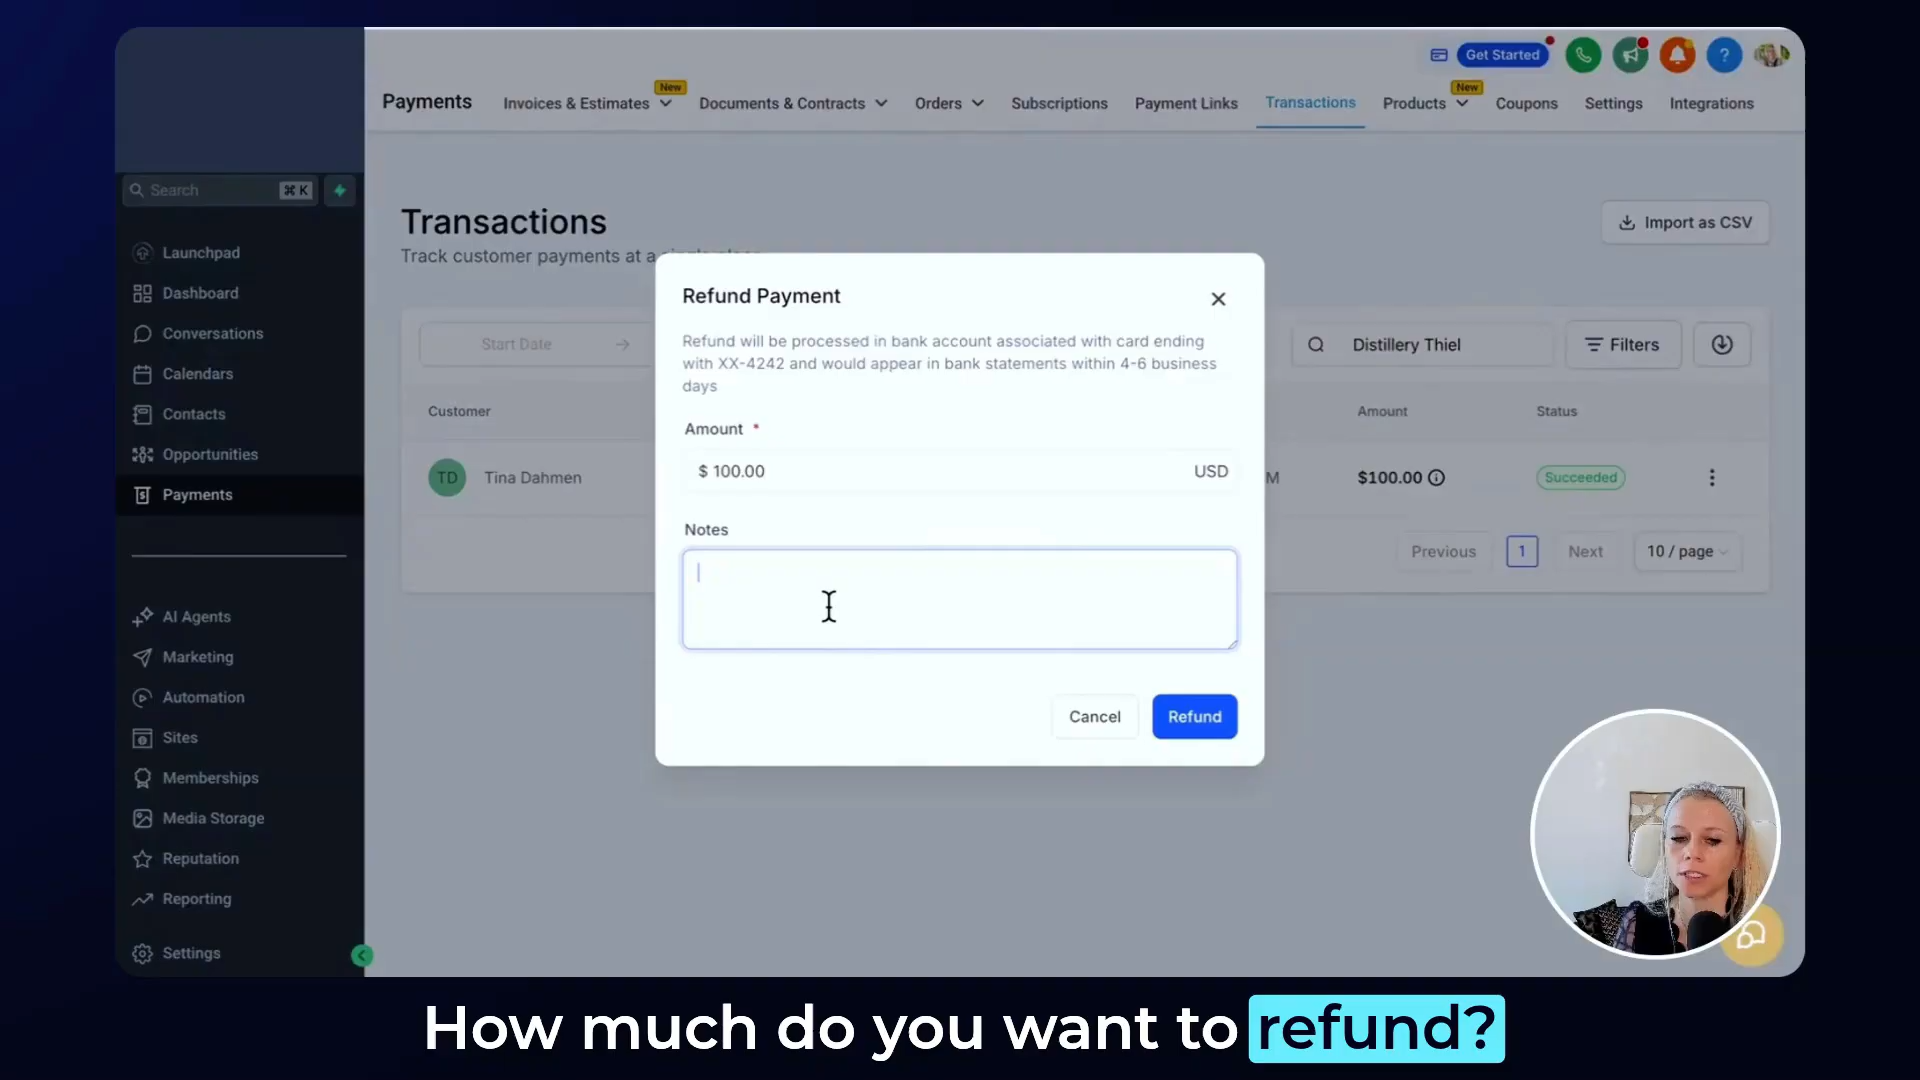 Get Started
?
Payments
Invoices & Estimates
New
Documents & Contracts
Orders
Subscriptions
Payment Links
Transactions
Products
New
Coupons
Settings
Integrations
Search
⌘ K
Launchpad
Dashboard
Conversations
Calendars
Contacts
Opportunities
Payments
AI Agents
Marketing
Automation
Sites
Memberships
Media Storage
Reputation
Reporting
Settings
Transactions
Track customer payments at a
Import as CSV
Start Date
Distillery Thiel
Filters
Customer
Amount
Status
TD
Tina Dahmen
M
$100.00
Succeeded
Previous
1
Next
10 / page
Refund Payment
Refund will be processed in bank account associated with card ending
with XX-4242 and would appear in bank statements within 4-6 business
days
Amount *
$ 100.00
USD
Notes
Cancel
Refund
How much do you want to refund?